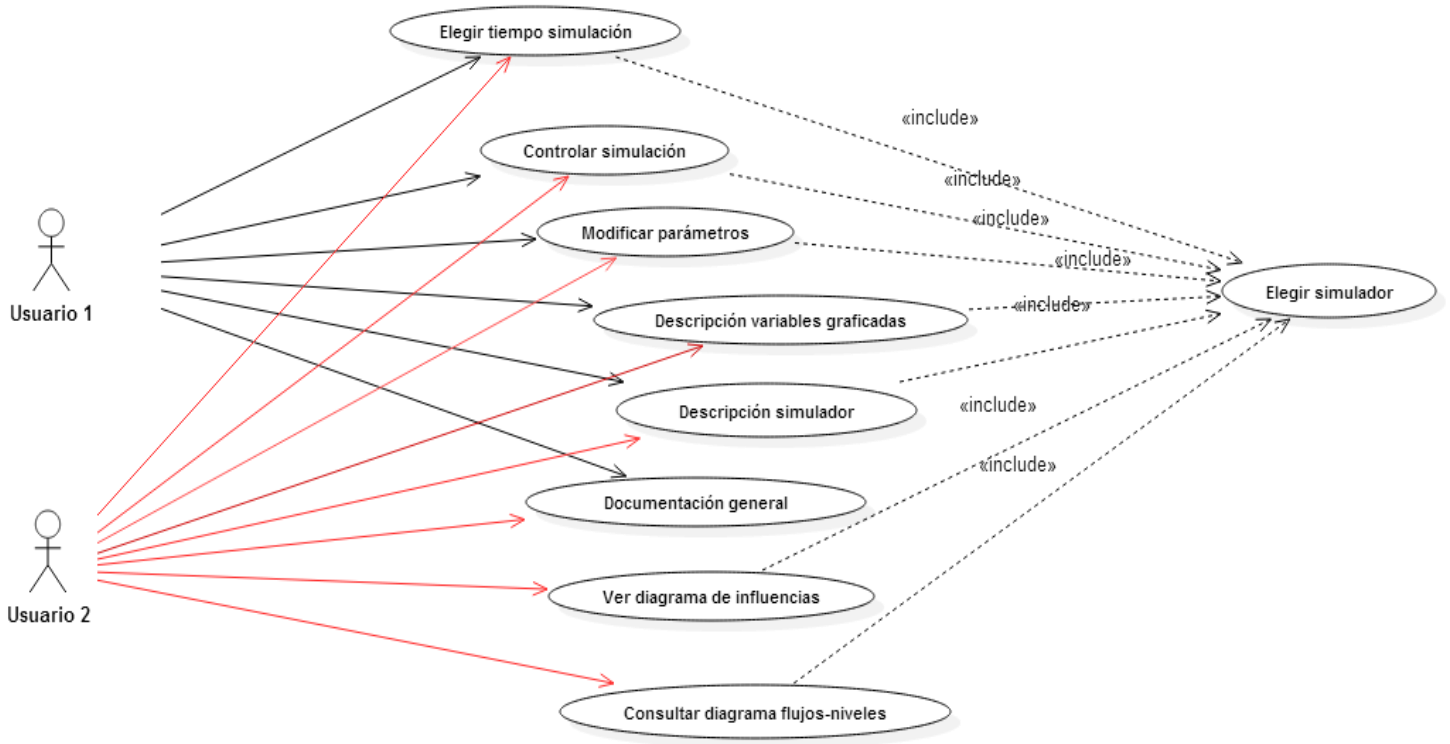 Elegir tiempo simulación
«include»
Controlar simulación
«include»
«include»
Modificar parámetros
«include»
Elegir simulador
Usuario 1
«include»
Descripción variables graficadas
Descripción simulador
«include»
«include»
Documentación general
Usuario 2
Ver diagrama de influencias
Consultar diagrama flujos-niveles